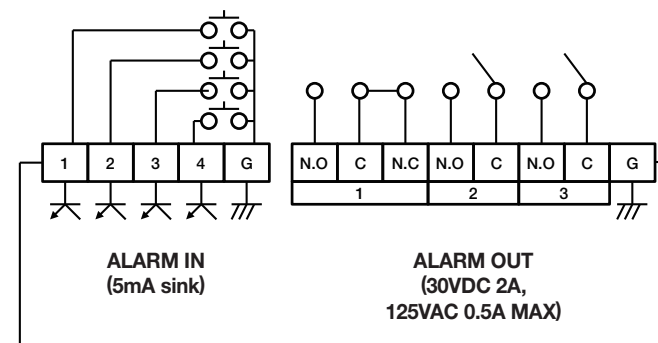 1 2 3 4 G
N.O C N.C N.O C N.O C G
1 2 3
ALARM IN
(5mA sink)
ALARM OUT
(30VDC 2A,
125VAC 0.5A MAX)